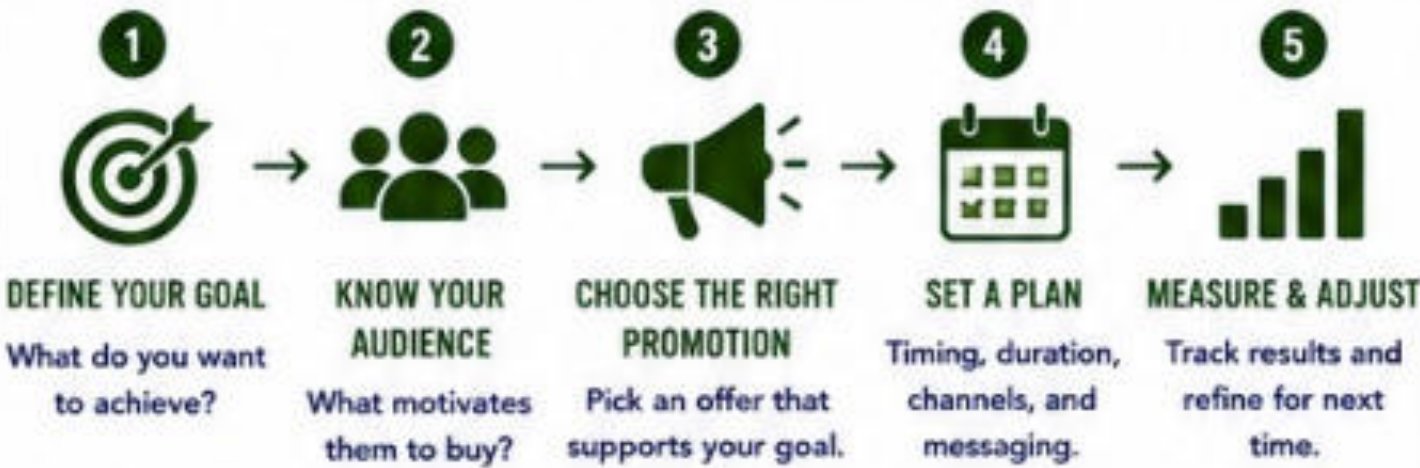 1
2
3
4
5
DEFINE YOUR GOAL
What do you want
to achieve?
KNOW YOUR
AUDIENCE
What motivates
them to buy?
CHOOSE THE RIGHT
PROMOTION
Pick an offer that
supports your goal.
SET A PLAN
Timing, duration,
channels, and
messaging.
MEASURE & ADJUST
Track results and
refine for next
time.